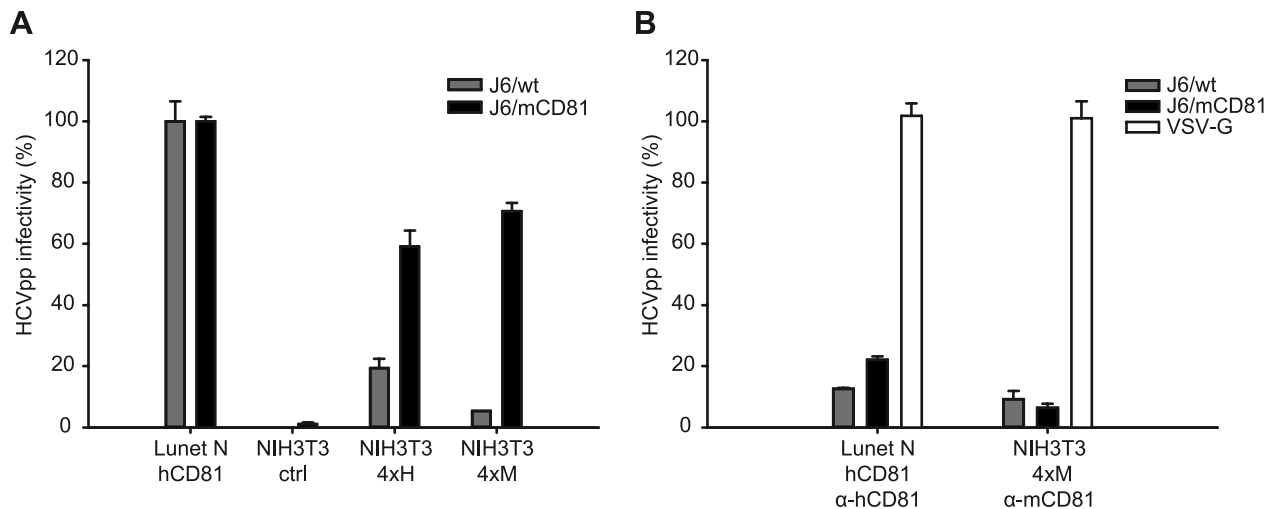 A
HCVpp infectivity (%)
120
100
80
60
40
20
0
J6/wt
J6/mCD81
Lunet N
hCD81
NIH3T3
ctrl
NIH3T3
4xH
NIH3T3
4xM
B
HCVpp infectivity (%)
120
100
80
60
40
20
0
J6/wt
J6/mCD81
VSV-G
Lunet N
hCD81
α-hCD81
NIH3T3
4xM
α-mCD81